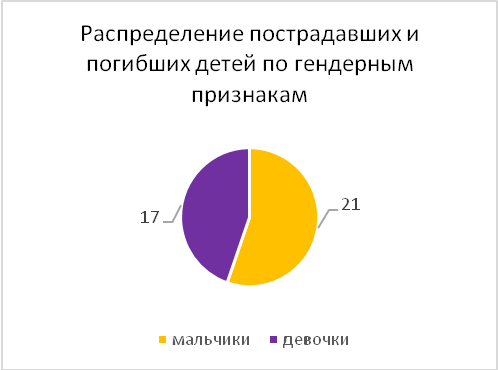 Распределение пострадавших и
погибших детей по гендерным
признакам
17
21
мальчики девочки